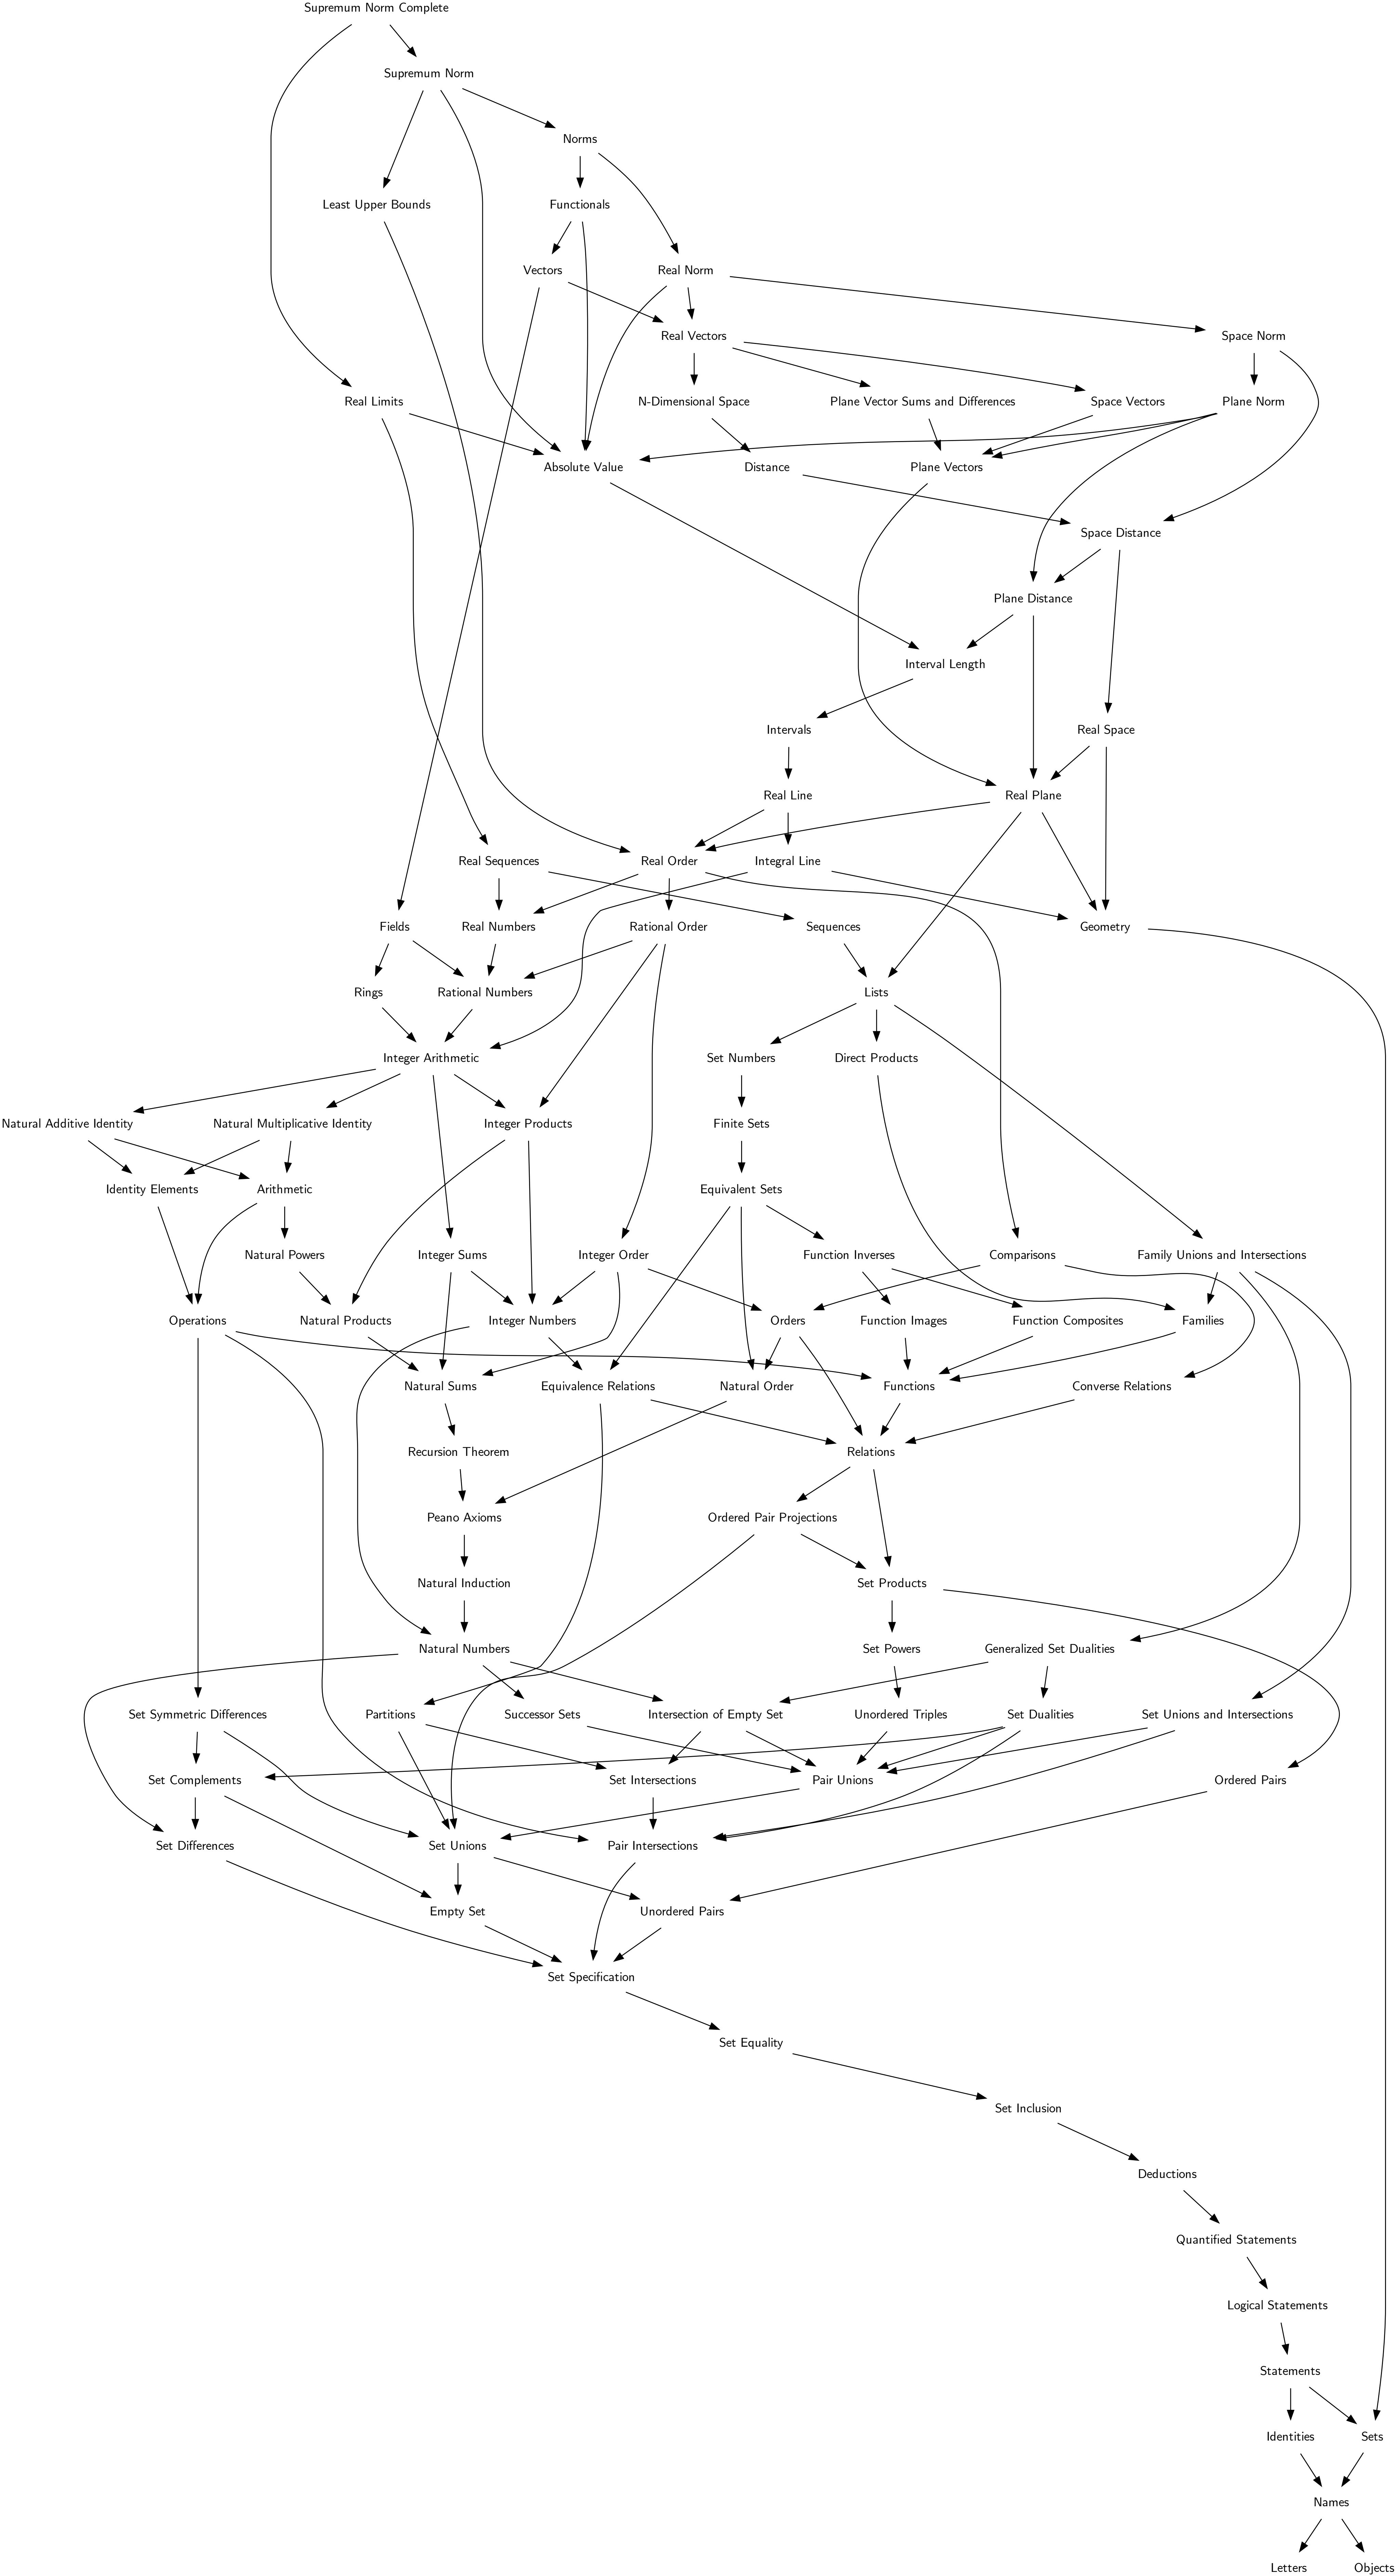 Supremum Norm Complete
Supremum Norm
Norms
Least Upper Bounds
Functionals
Vectors
Real Norm
Real Vectors
Space Norm
Real Limits
N-Dimensional Space
Plane Vector Sums and Differences
Space Vectors
Plane Norm
Absolute Value
Distance
Plane Vectors
Space Distance
Plane Distance
Interval Length
Intervals
Real Space
Real Line
Real Plane
Real Sequences
Real Order
Integral Line
Fields
Real Numbers
Rational Order
Sequences
Geometry
Rings
Rational Numbers
Lists
Integer Arithmetic
Set Numbers
Direct Products
Natural Additive Identity
Natural Multiplicative Identity
Integer Products
Finite Sets
Identity Elements
Arithmetic
Equivalent Sets
Natural Powers
Integer Sums
Integer Order
Function Inverses
Comparisons
Family Unions and Intersections
Operations
Natural Products
Integer Numbers
Orders
Function Images
Function Composites
Families
Natural Sums
Equivalence Relations
Natural Order
Functions
Converse Relations
Recursion Theorem
Relations
Peano Axioms
Ordered Pair Projections
Natural Induction
Set Products
Natural Numbers
Set Powers
Generalized Set Dualities
Set Symmetric Differences
Partitions
Successor Sets
Intersection of Empty Set
Unordered Triples
Set Dualities
Set Unions and Intersections
Set Complements
Set Intersections
Pair Unions
Ordered Pairs
Set Differences
Set Unions
Pair Intersections
Empty Set
Unordered Pairs
Set Specification
Set Equality
Set Inclusion
Deductions
Quantified Statements
Logical Statements
Statements
Identities
Sets
Names
Letters
Objects